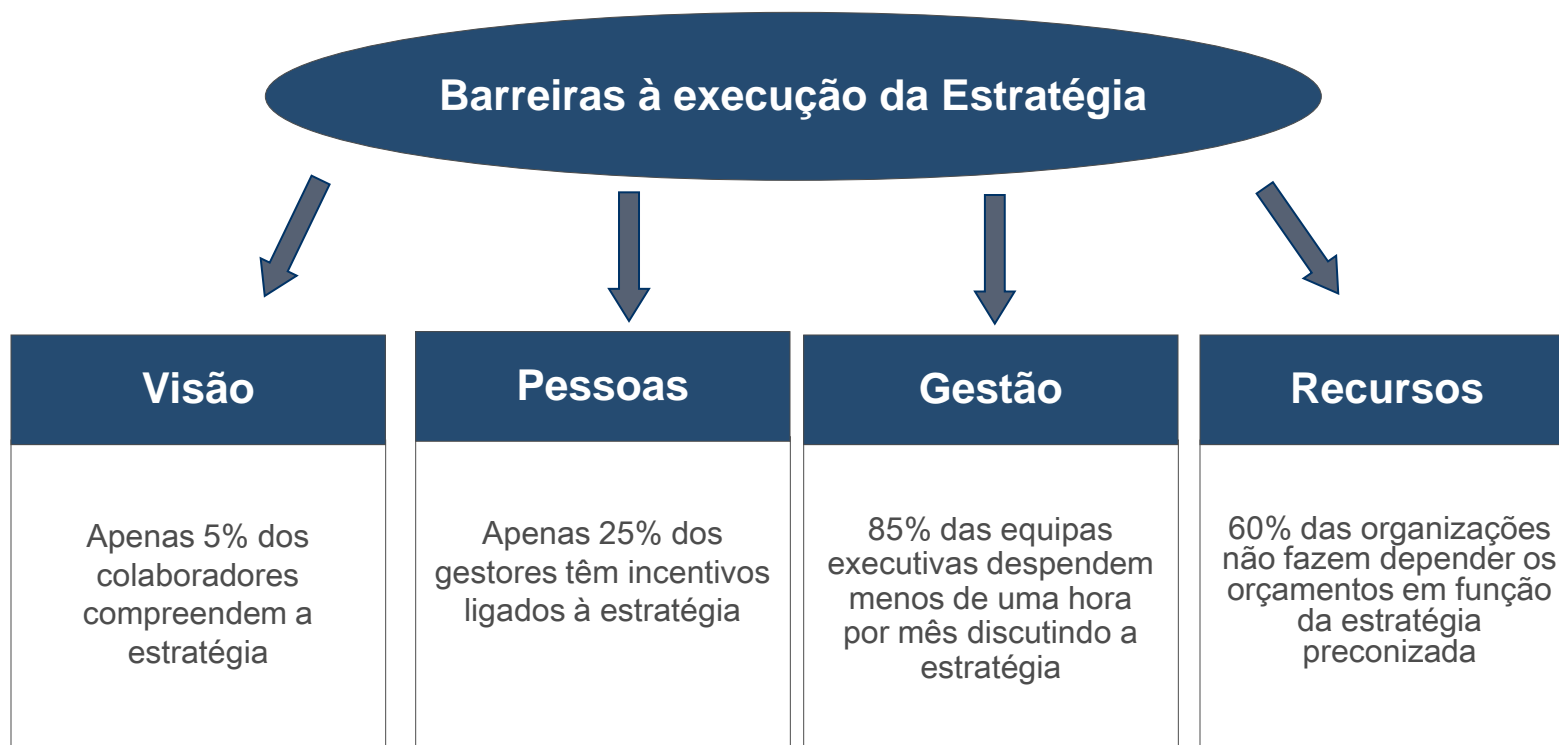 Barreiras à execução da Estratégia
Visão
Apenas 5% dos
colaboradores
compreendem a
estratégia
Pessoas
Apenas 25% dos
gestores têm incentivos
ligados à estratégia
Gestão
85% das equipas
executivas despendem
menos de uma hora
por mês discutindo a
estratégia
Recursos
60% das organizações
não fazem depender os
orçamentos em função
da estratégia
preconizada